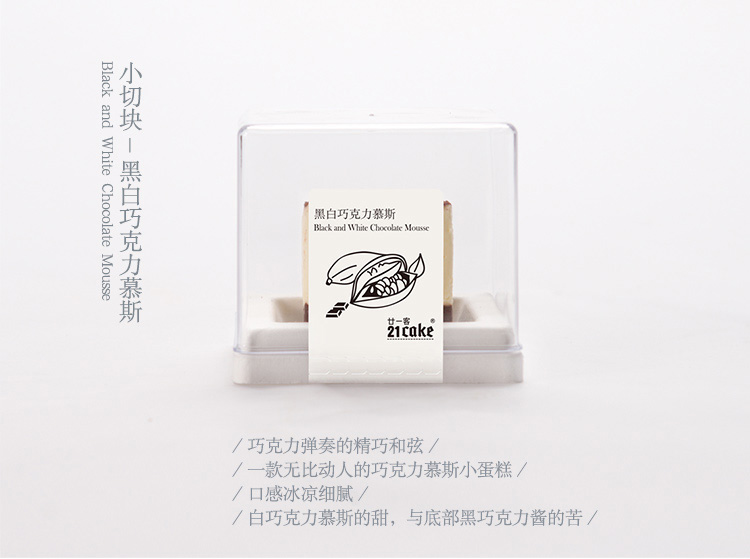 小切块-黑白巧克力慕斯
Black and White Chocolate Mousse
黑白巧克力慕斯
Black and White Chocolate Mousse
廿一客
21cake®
/ 巧克力弹奏的精巧和弦 /
/ 一款无比动人的巧克力慕斯小蛋糕 /
/ 口感冰凉细腻 /
/ 白巧克力慕斯的甜，与底部黑巧克力酱的苦 /